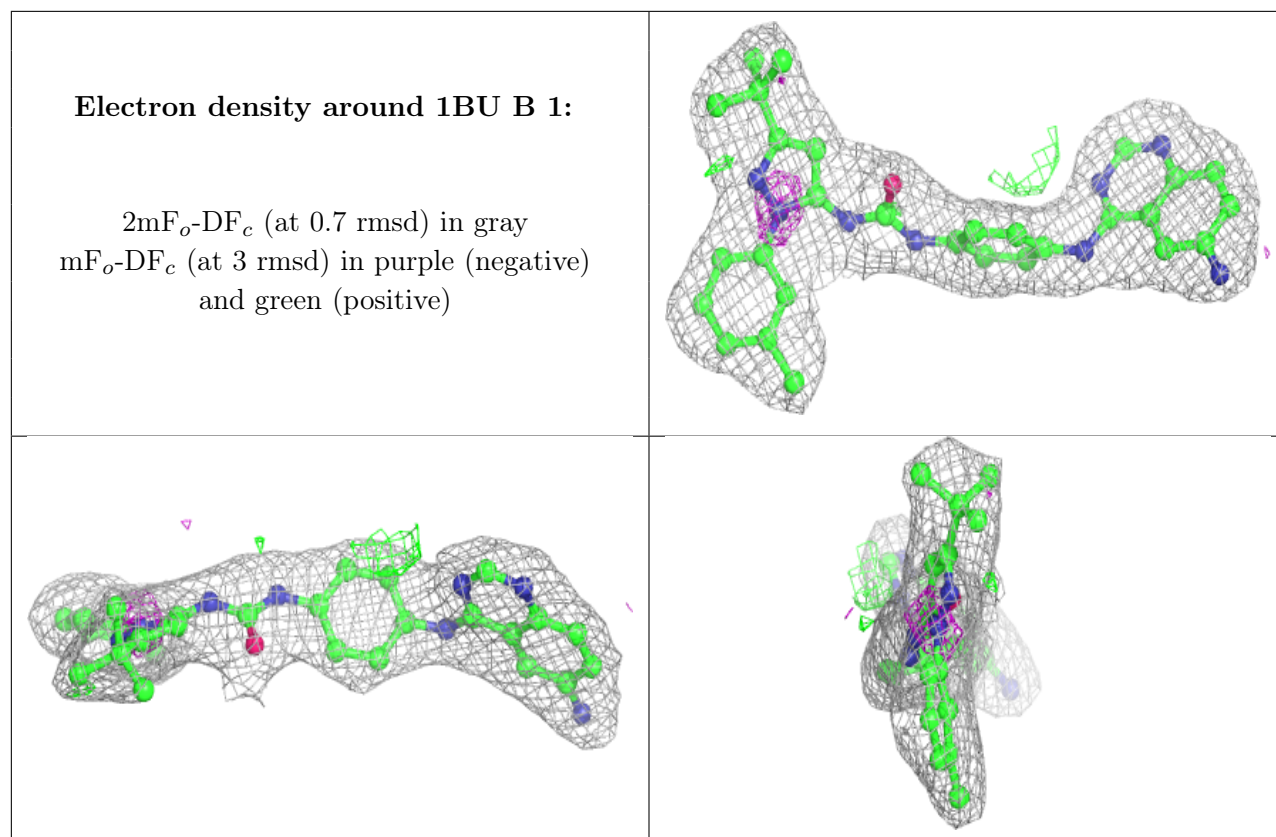 Electron density around 1BU B 1:
2mFo-DFc (at 0.7 rmsd) in gray
mFo-DFc (at 3 rmsd) in purple (negative)
and green (positive)